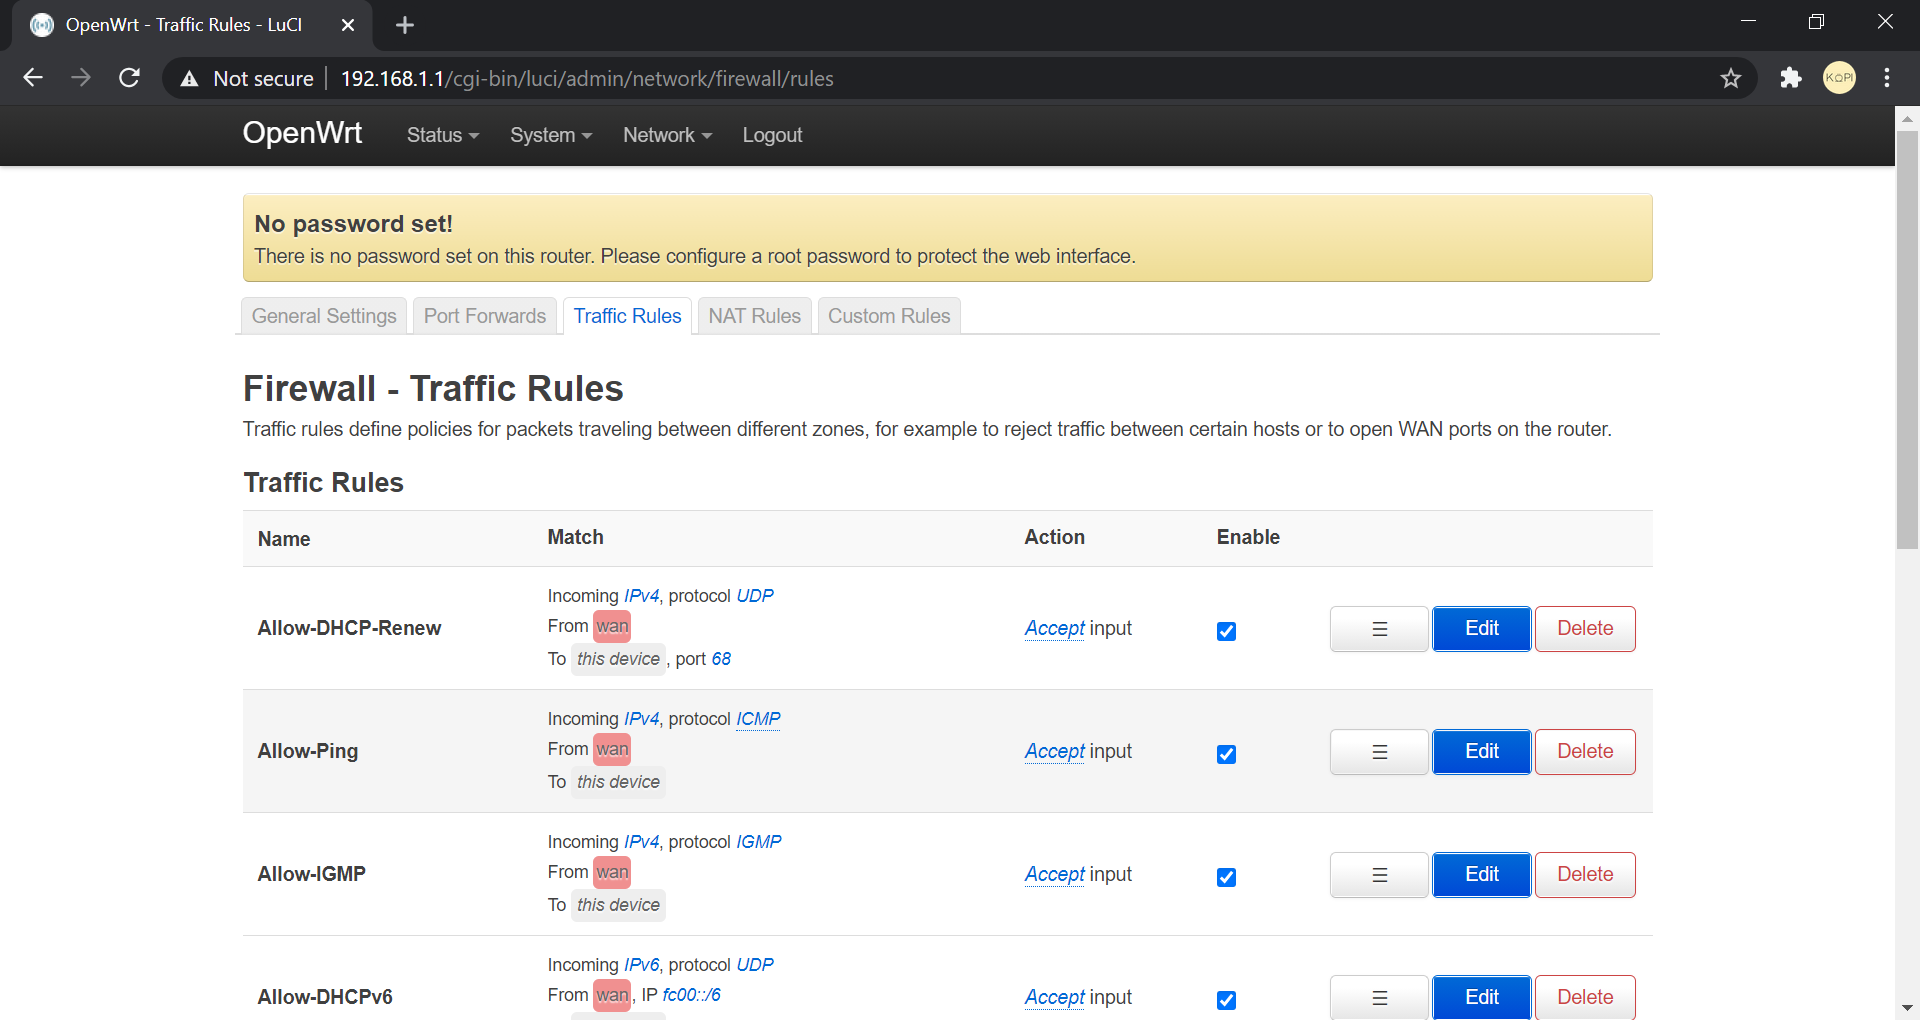 OpenWrt - Traffic Rules - LuCI
Not secure 192.168.1.1/cgi-bin/luci/admin/network/firewall/rules
KOPI
OpenWrt Status System Network Logout
No password set!
There is no password set on this router. Please configure a root password to protect the web interface.
General Settings Port Forwards Traffic Rules NAT Rules Custom Rules
Firewall - Traffic Rules
Traffic rules define policies for packets traveling between different zones, for example to reject traffic between certain hosts or to open WAN ports on the router.
Traffic Rules
Name Match Action Enable
Incoming IPv4, protocol UDP
From wan
To this device , port 68
Allow-DHCP-Renew Accept input Edit Delete
Incoming IPv4, protocol ICMP
From wan
To this device
Allow-Ping Accept input Edit Delete
Incoming IPv4, protocol IGMP
From wan
To this device
Allow-IGMP Accept input Edit Delete
Incoming IPv6, protocol UDP
From wan, IP fc00::/6
Allow-DHCPv6 Accept input Edit Delete